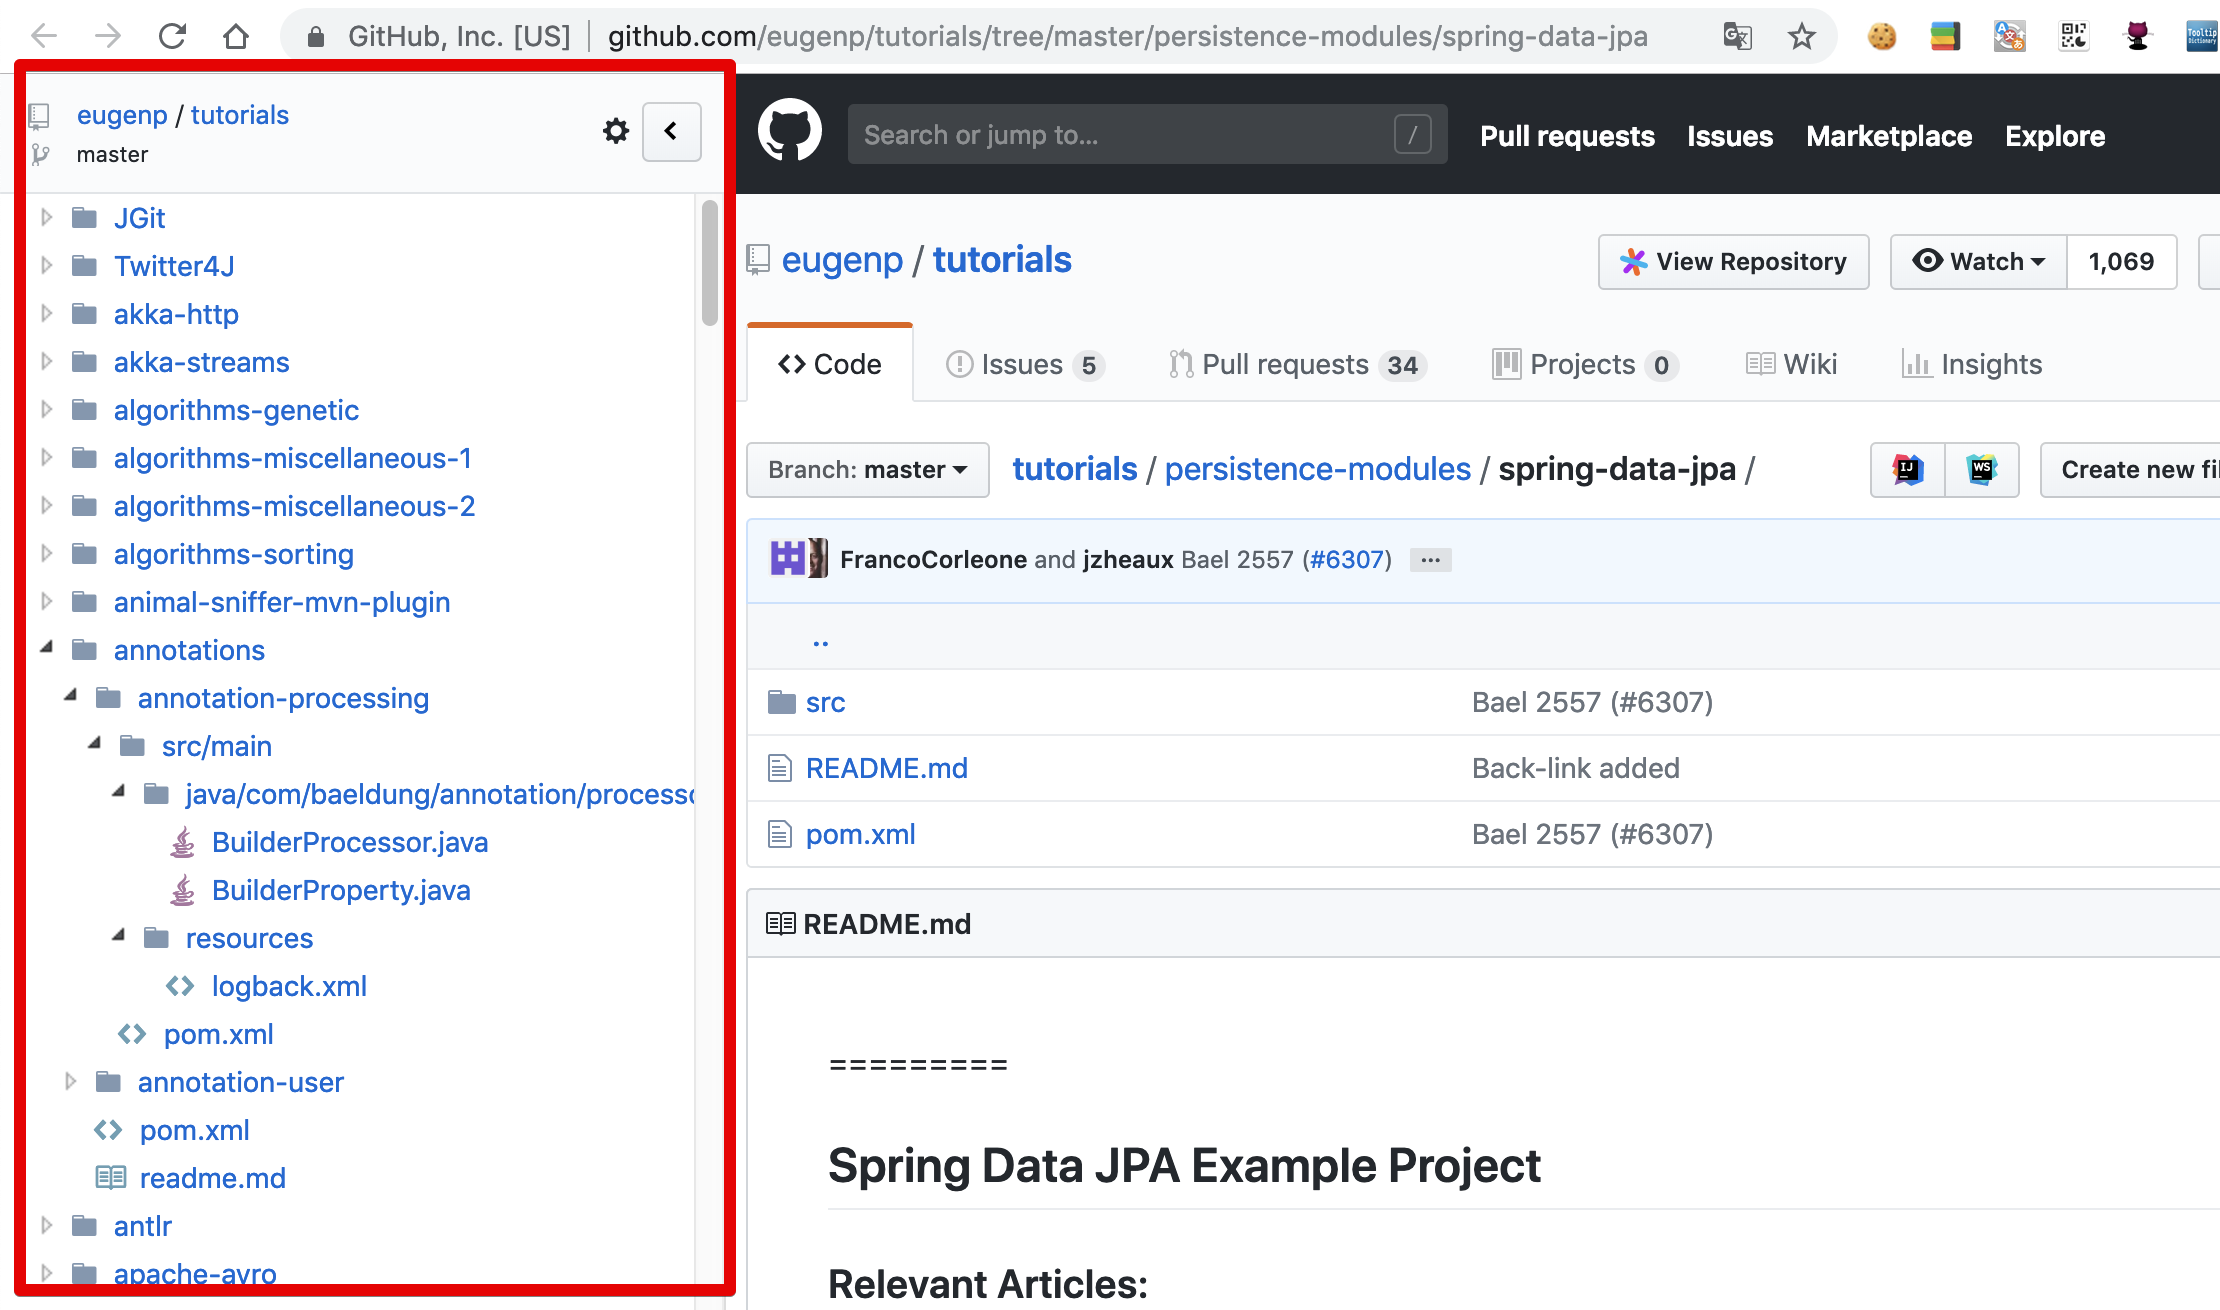 GitHub, Inc. [US] github.com/eugenp/tutorials/tree/master/persistence-modules/spring-data-jpa
Tooltip
Dictionary
eugenp / tutorials
master
JGit
Twitter4J
akka-http
akka-streams
algorithms-genetic
algorithms-miscellaneous-1
algorithms-miscellaneous-2
algorithms-sorting
animal-sniffer-mvn-plugin
annotations
annotation-processing
src/main
java/com/baeldung/annotation/processo
BuilderProcessor.java
BuilderProperty.java
resources
logback.xml
pom.xml
annotation-user
pom.xml
readme.md
antlr
apache-avro
Search or jump to... /
Pull requests Issues Marketplace Explore
eugenp / tutorials
View Repository Watch 1,069
Code Issues 5 Pull requests 34 Projects 0 Wiki Insights
Branch: master tutorials / persistence-modules / spring-data-jpa / IJ WS Create new fil
FrancoCorleone and jzheaux Bael 2557 (#6307) ...
..
src Bael 2557 (#6307)
README.md Back-link added
pom.xml Bael 2557 (#6307)
README.md
=========
Spring Data JPA Example Project
Relevant Articles: